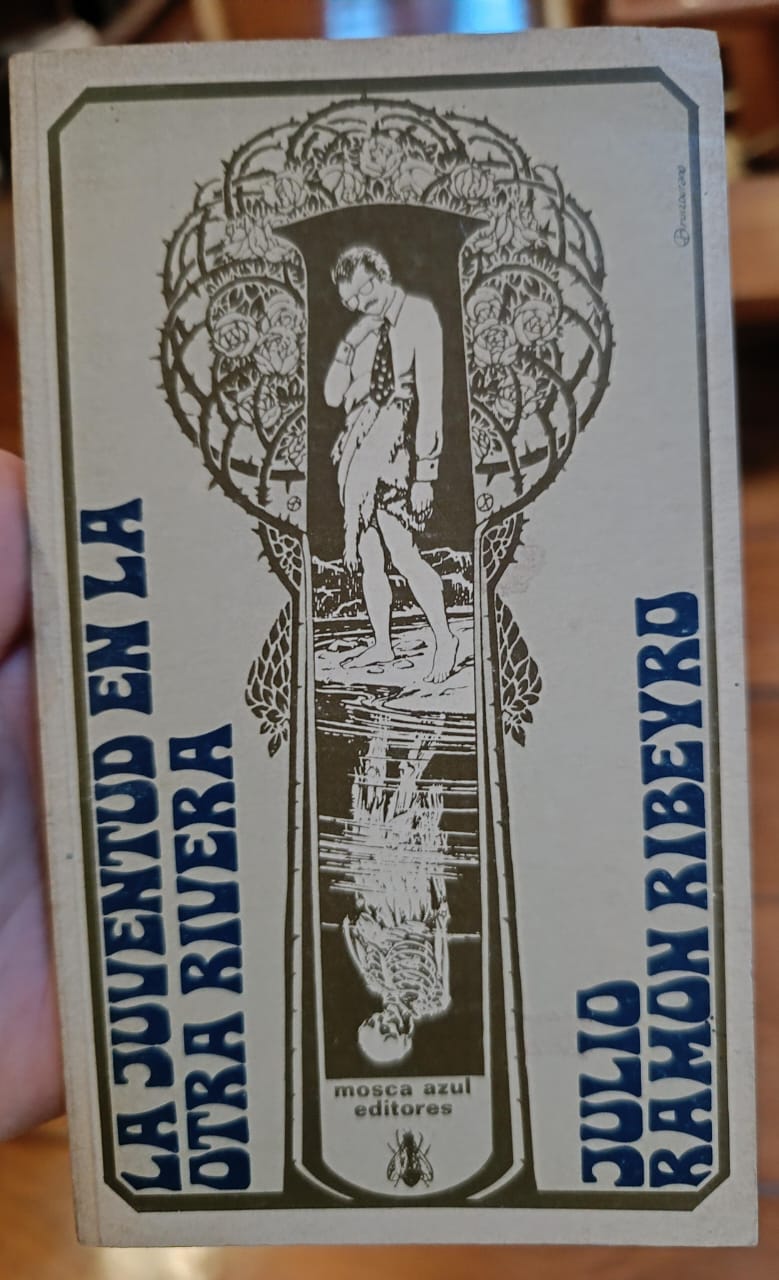 LA JUVENTUD EN LA
OTRA RIVERA
JULIO
RAMON RIBEYRO
mosca azul
editores